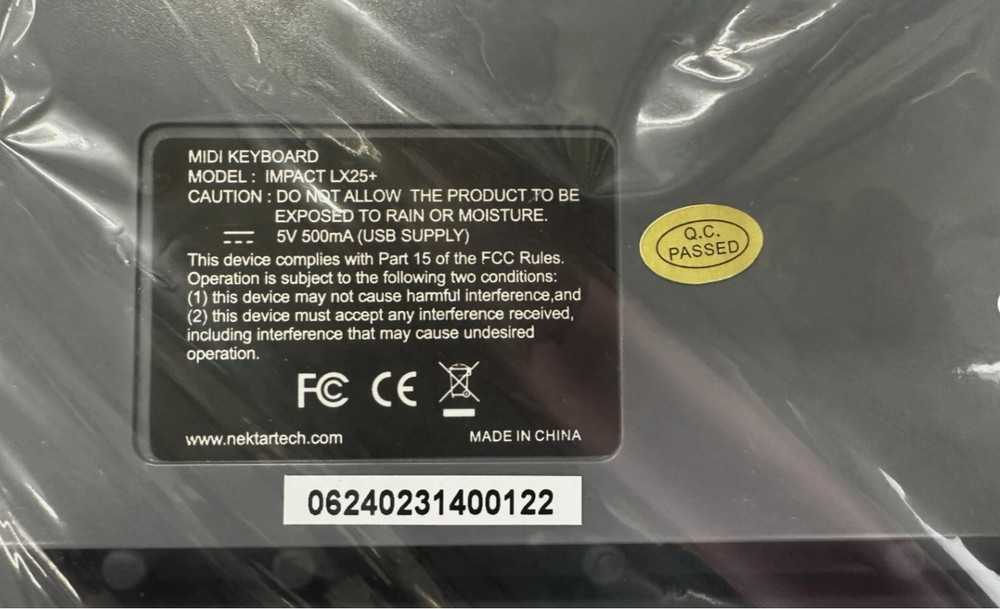 MIDI KEYBOARD
MODEL : IMPACT LX25+
CAUTION : DO NOT ALLOW THE PRODUCT TO BE
EXPOSED TO RAIN OR MOISTURE.
5V 500mA (USB SUPPLY)
This device complies with Part 15 of the FCC Rules.
Operation is subject to the following two conditions:
(1) this device may not cause harmful interference,and
(2) this device must accept any interference received,
including interference that may cause undesired
operation.
FC CE
www.nektartech.com MADE IN CHINA
06240231400122
Q.C.
PASSED